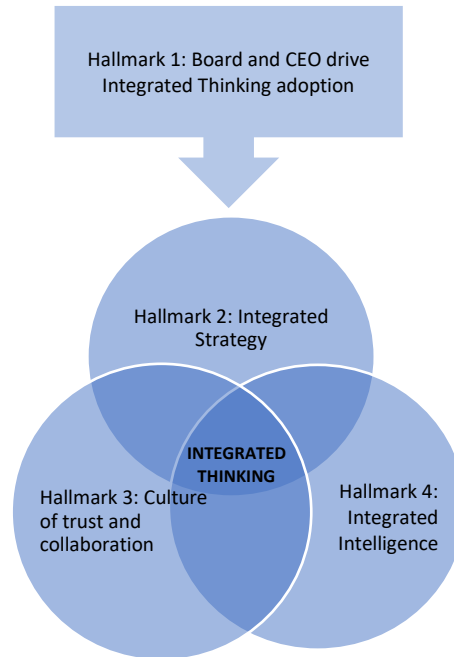 Hallmark 1: Board and CEO drive
Integrated Thinking adoption
Hallmark 2: Integrated
Strategy
INTEGRATED
THINKING
Hallmark 3: Culture
of trust and
collaboration
Hallmark 4:
Integrated
Intelligence